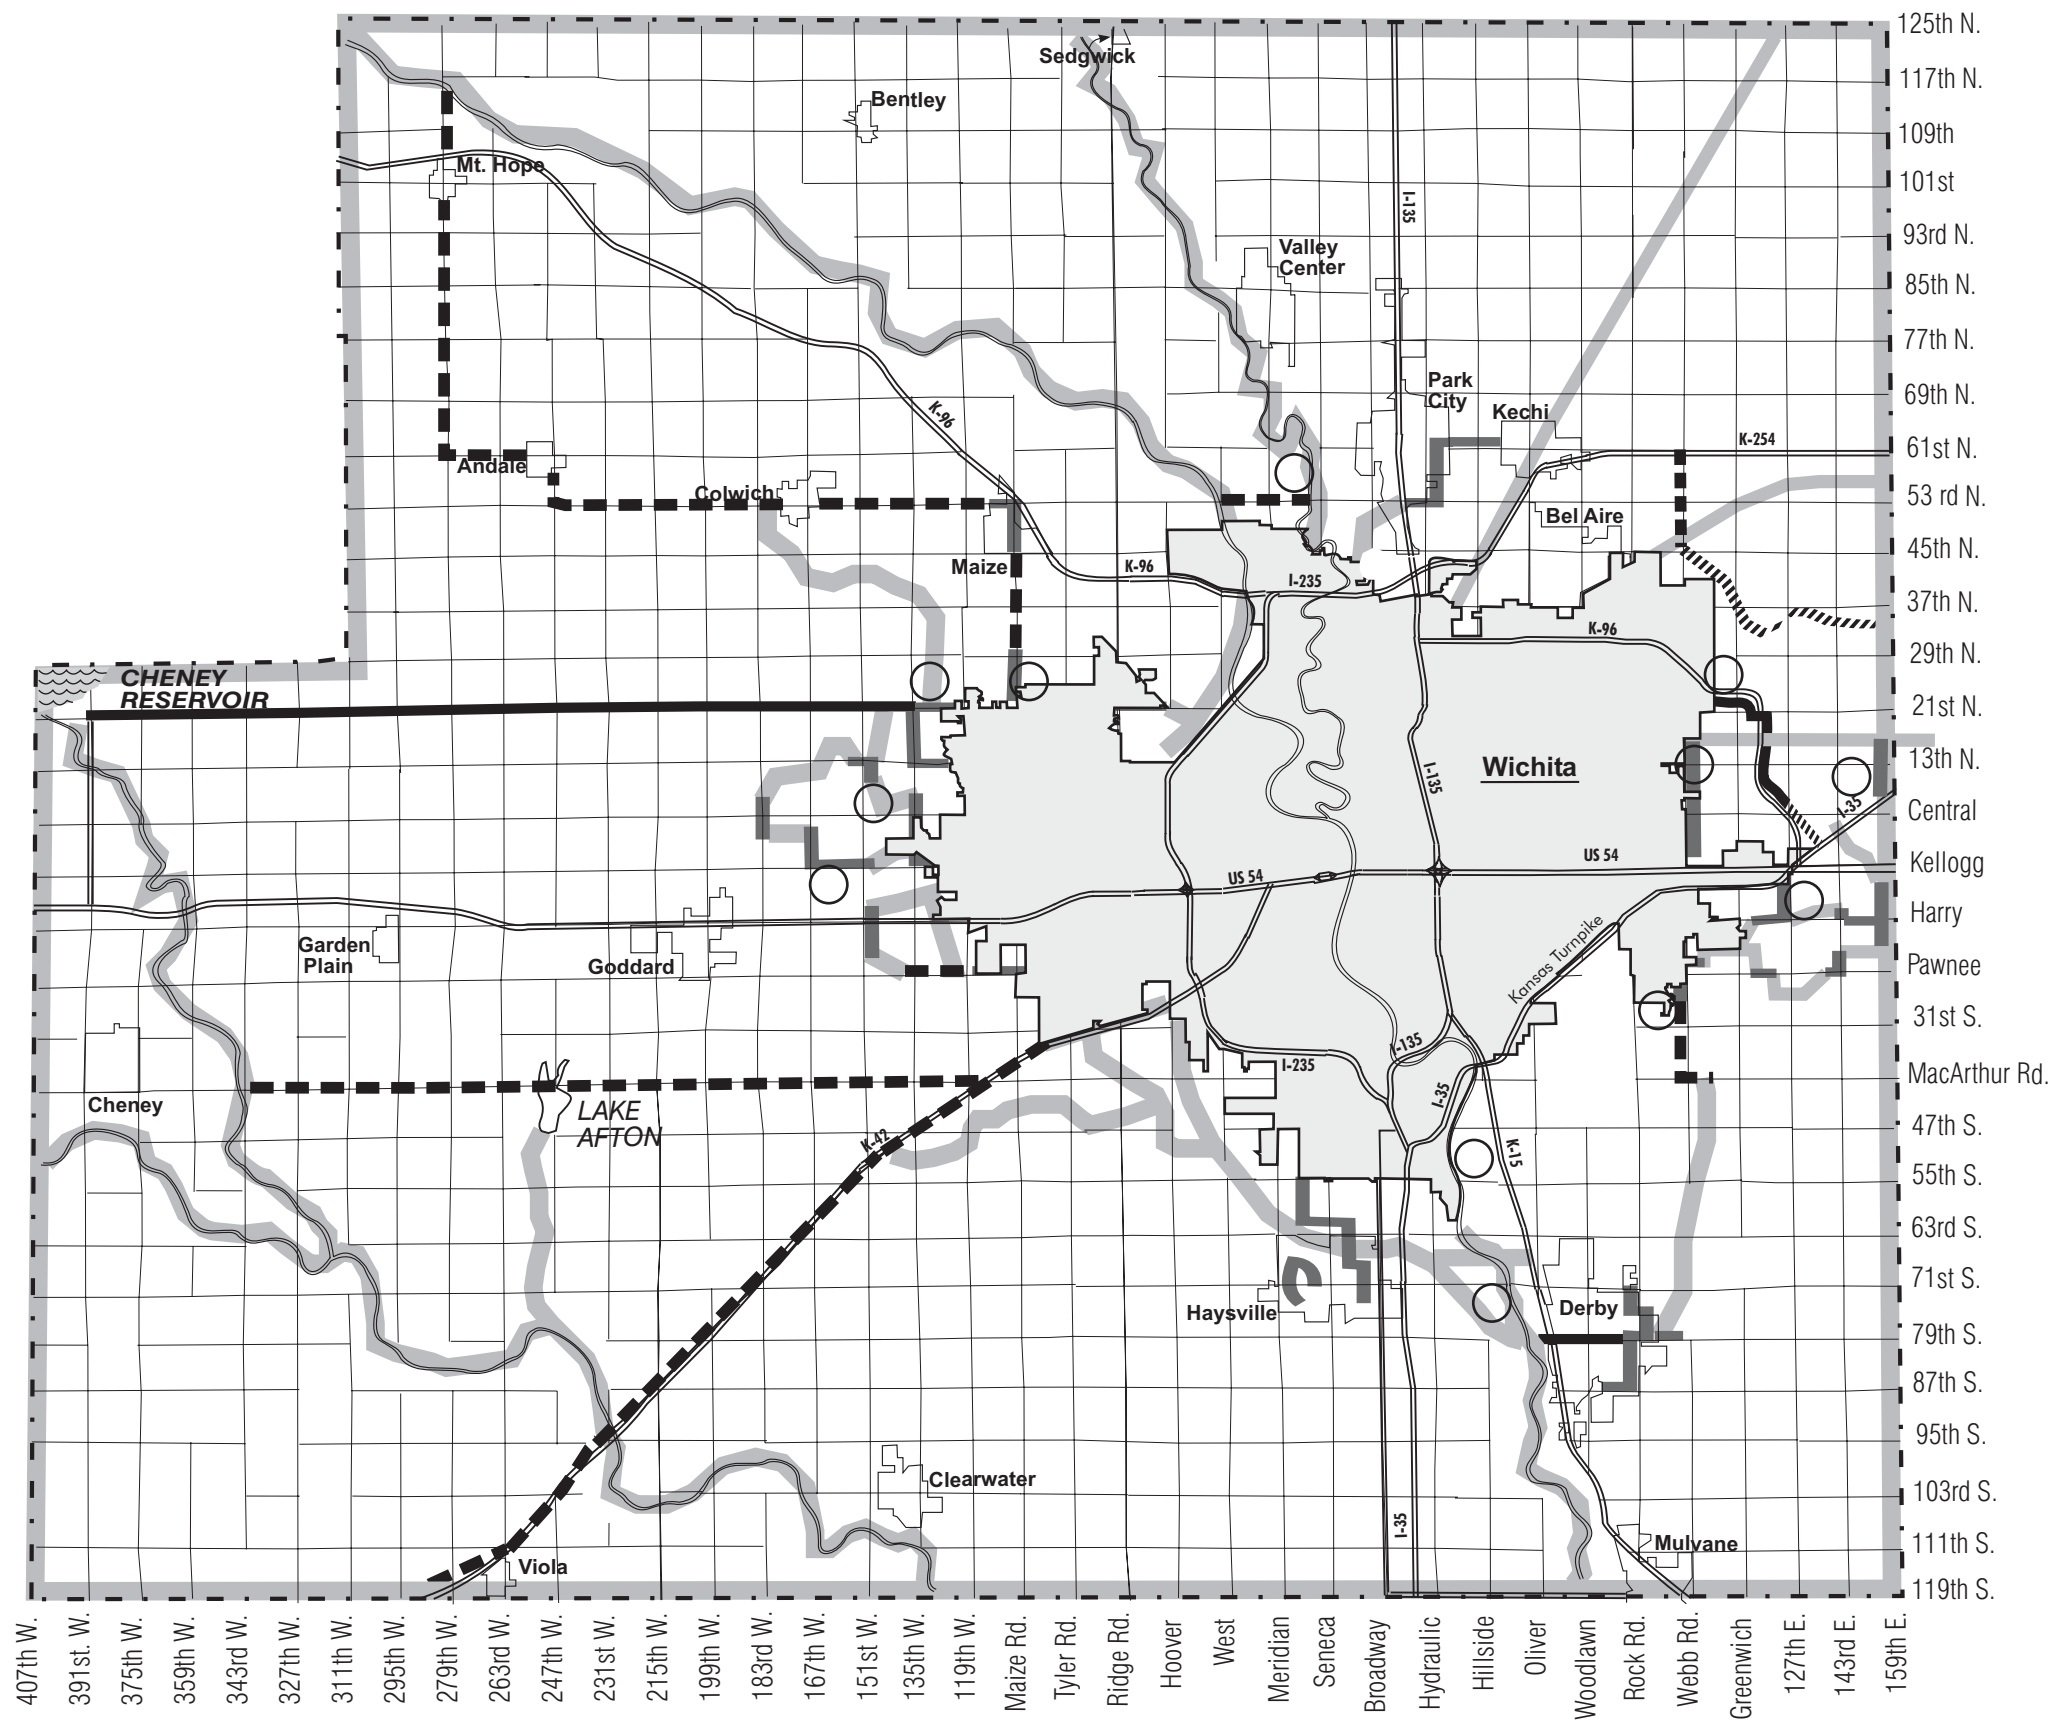 125th N.
Sedgwick
117th N.
Bentley
109th
Mt. Hope
101st
I-135
93rd N.
Valley
Center
85th N.
77th N.
Park
City
69th N.
K-96
Kechi
K-254
61st N.
Andale
Colwich
53 rd N.
Bel Aire
45th N.
Maize
K-96
I-235
37th N.
K-96
29th N.
CHENEY
RESERVOIR
21st N.
13th N.
Wichita
I-135
I-35
Central
US 54
US 54
Kellogg
Harry
Garden
Plain
Goddard
Kansas Turnpike
Pawnee
31st S.
I-135
I-235
MacArthur Rd.
Cheney
LAKE
AFTON
I-35
47th S.
K-42
K-15
55th S.
63rd S.
71st S.
Haysville
Derby
79th S.
87th S.
95th S.
Clearwater
103rd S.
I-35
Mulvane
111th S.
Viola
119th S.
407th W.
391st. W.
375th W.
359th W.
343rd W.
327th W.
311th W.
295th W.
279th W.
263rd W.
247th W.
231st W.
215th W.
199th W.
183rd W.
167th W.
151st W.
135th W.
119th W.
Maize Rd.
Tyler Rd.
Ridge Rd.
Hoover
West
Meridian
Seneca
Broadway
Hydraulic
Hillside
Oliver
Woodlawn
Rock Rd.
Webb Rd.
Greenwich
127th E.
143rd E.
159th E.